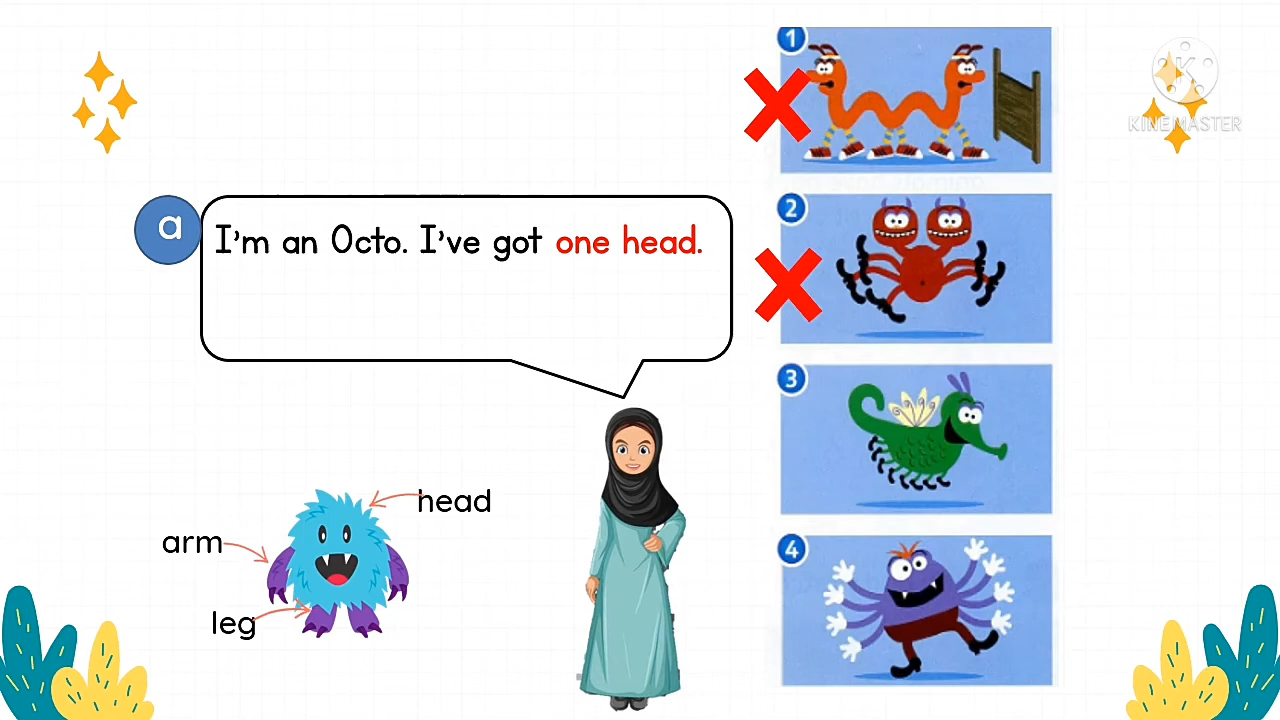 1
KINEMASTER
a
I'm an Octo. I've got one head.
2
3
head
arm
4
leg